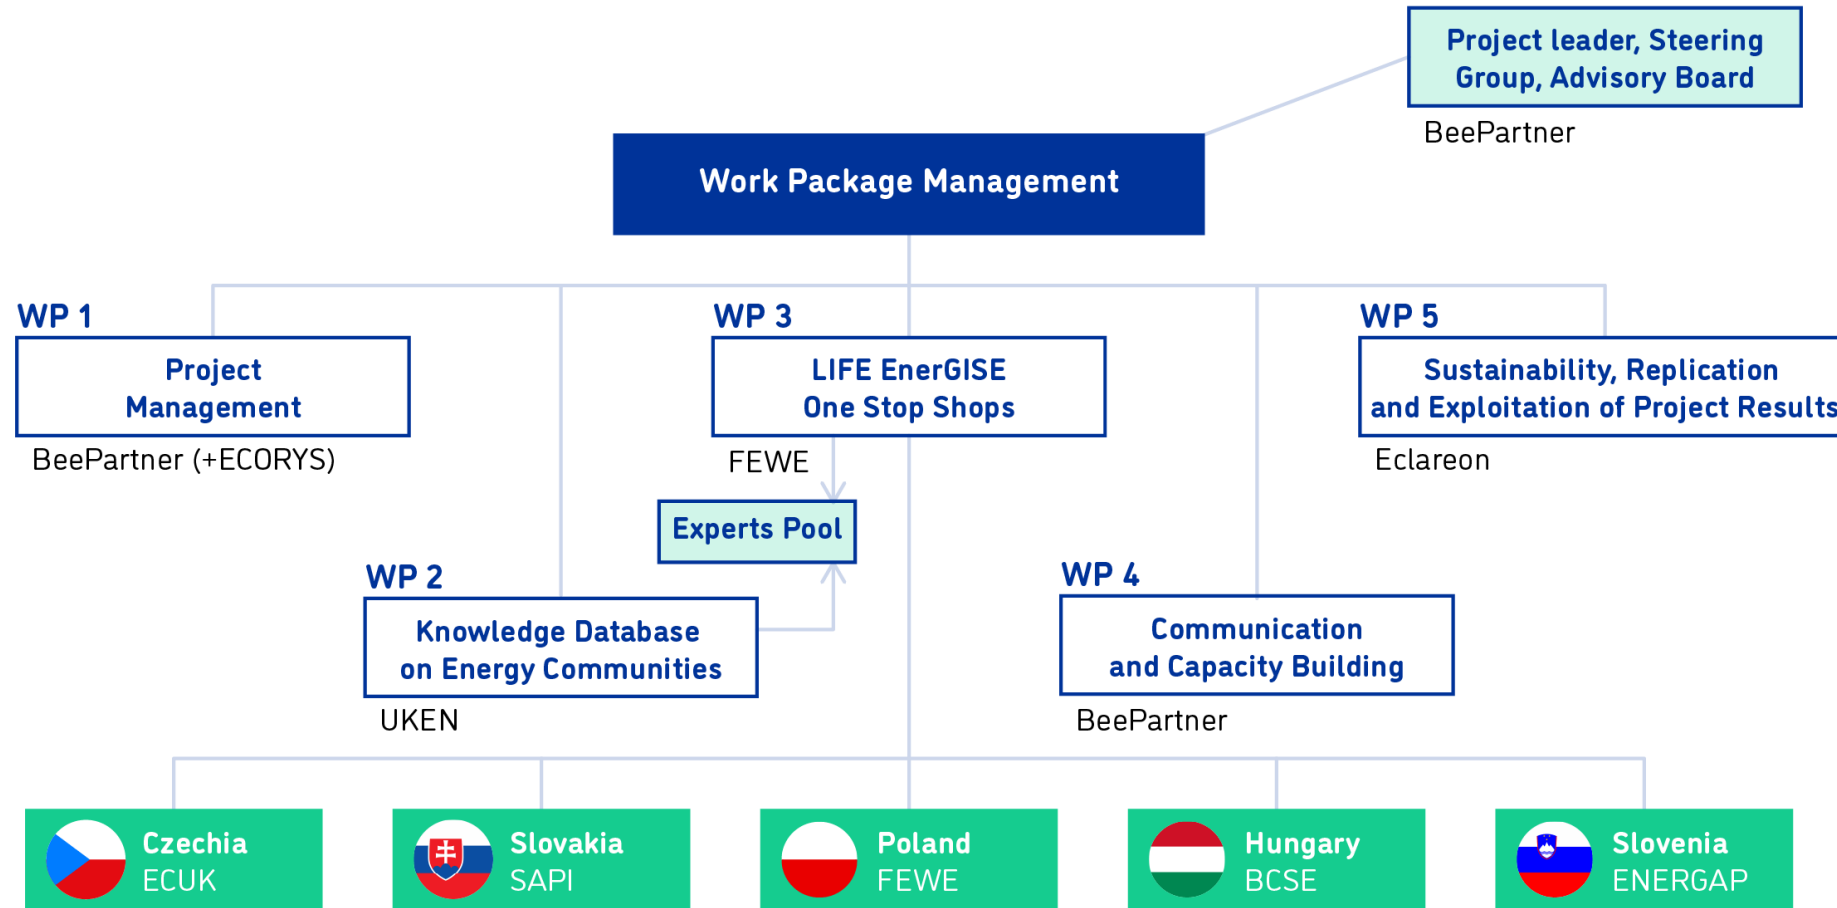 Project leader, Steering
Group, Advisory Board
BeePartner
Work Package Management
WP 1
Project
Management
BeePartner (+ECORYS)
WP 3
LIFE EnerGISE
One Stop Shops
FEWE
WP 5
Sustainability, Replication
and Exploitation of Project Results
Eclareon
Experts Pool
WP 2
Knowledge Database
on Energy Communities
UKEN
WP 4
Communication
and Capacity Building
BeePartner
Czechia
ECUK
Slovakia
SAPI
Poland
FEWE
Hungary
BCSE
Slovenia
ENERGAP